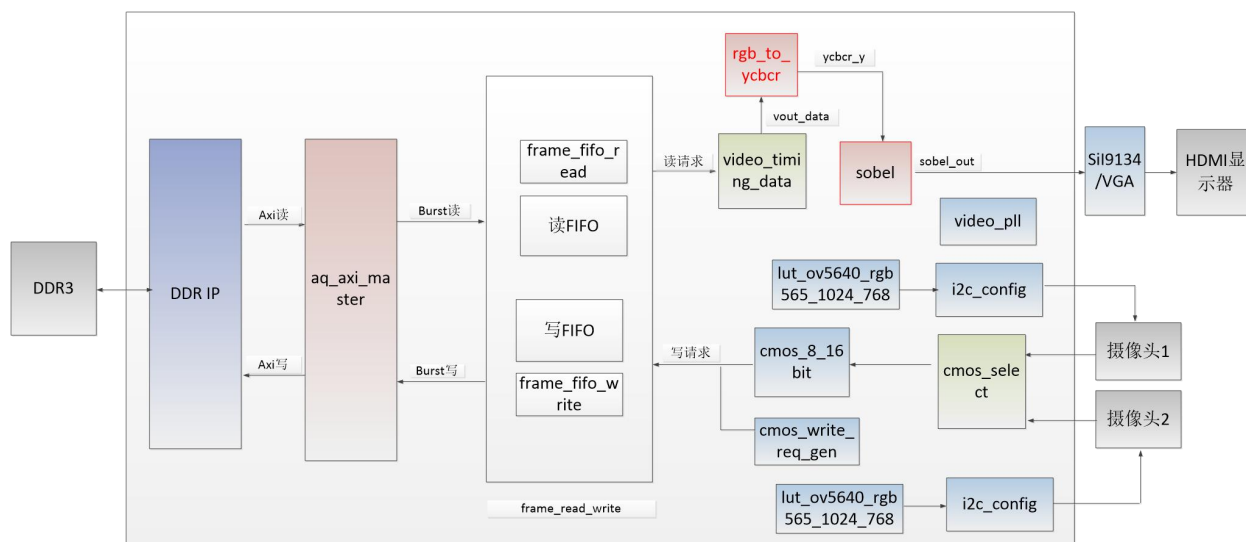 rgb_to_
ycbcr
ycbcr_y
vout_data
frame_fifo_r
ead
读请求
video_timi
ng_data
sobel
sobel_out
SiI9134
/VGA
HDMI显
示器
Axi读
Burst读
读FIFO
video_pll
DDR3
DDR IP
aq_axi_ma
ster
lut_ov5640_rgb
565_1024_768
i2c_config
写FIFO
写请求
cmos_8_16
bit
cmos_sele
ct
摄像头1
Axi写
Burst写
frame_fifo_w
rite
摄像头2
cmos_write_
req_gen
frame_read_write
lut_ov5640_rgb
565_1024_768
i2c_config